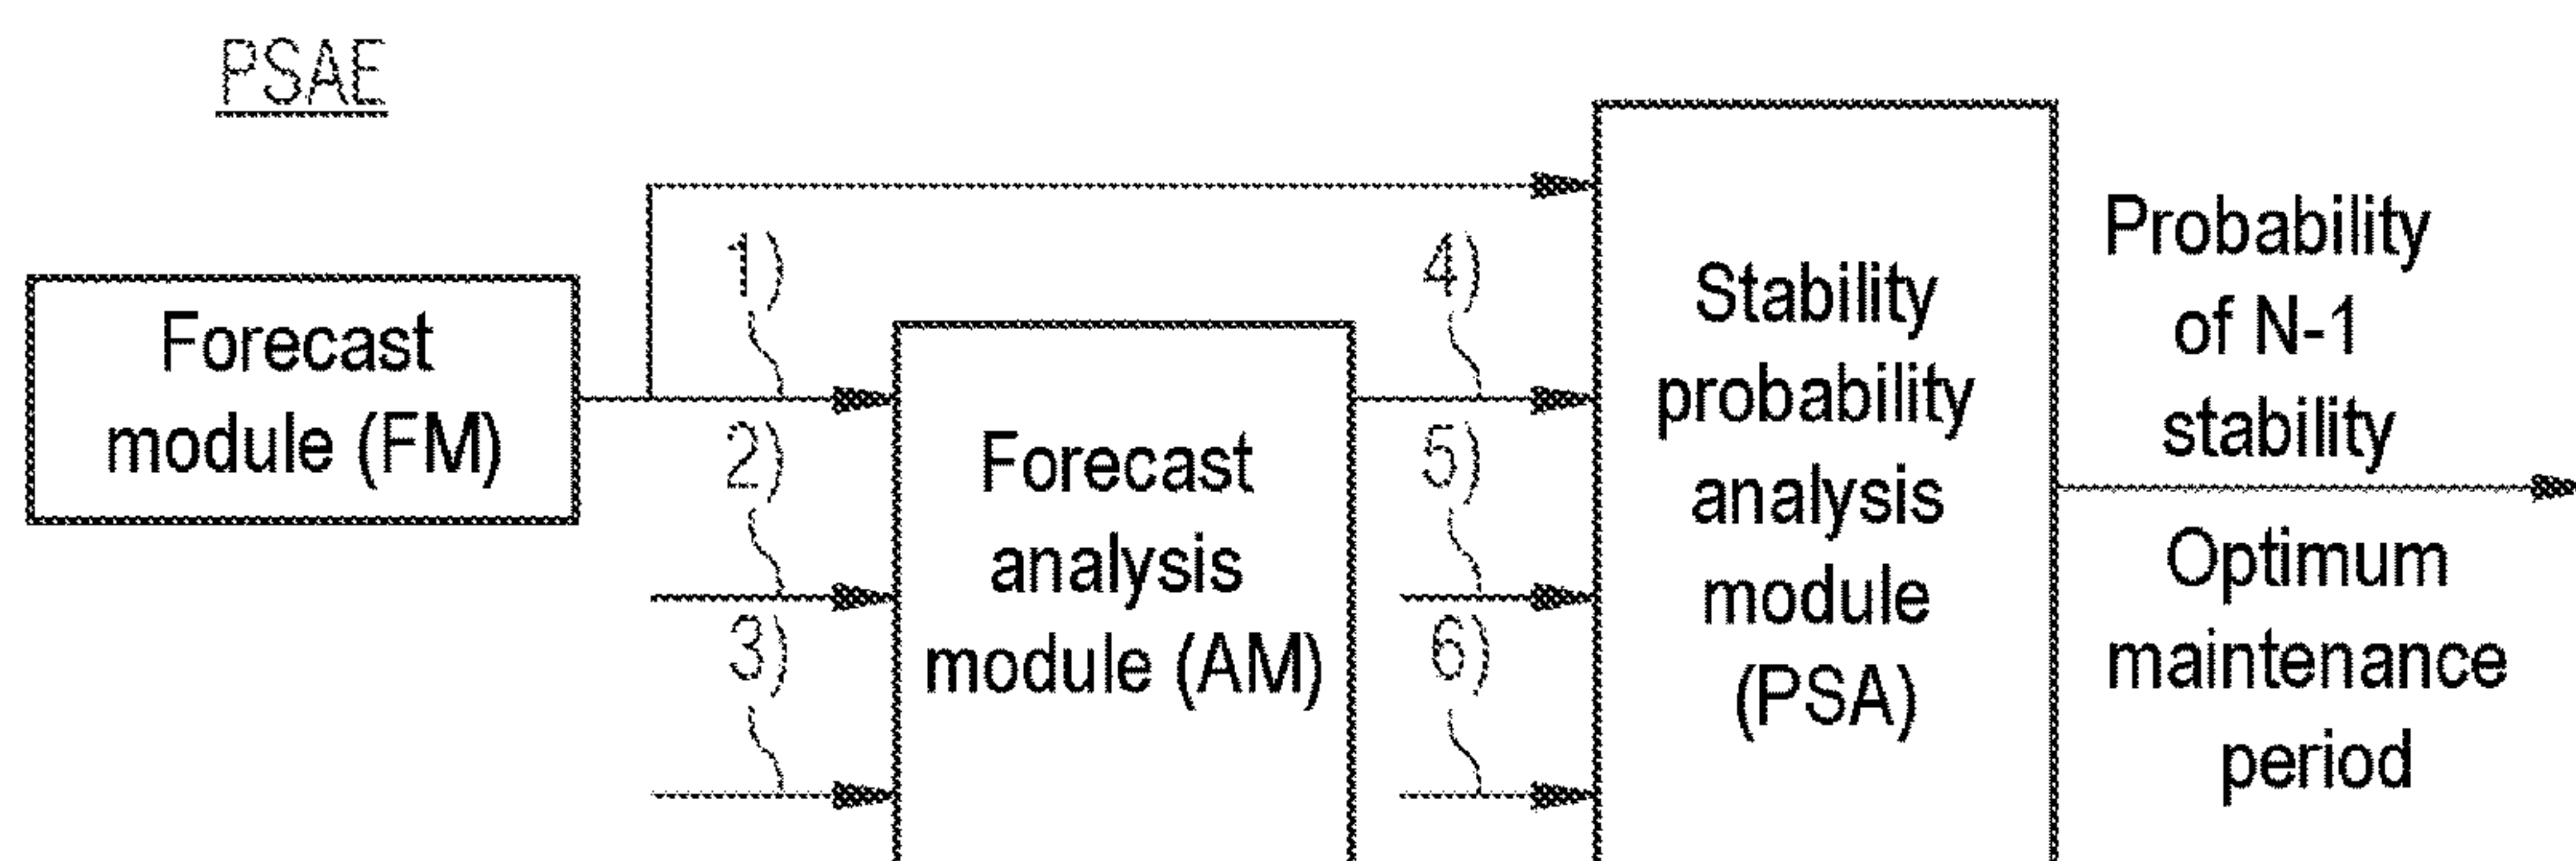 PSAE
Forecast
module (FM)
1)
2)
3)
Forecast
analysis
module (AM)
4)
5)
6)
Stability
probability
analysis
module
(PSA)
Probability
of N-1
stability
Optimum
maintenance
period